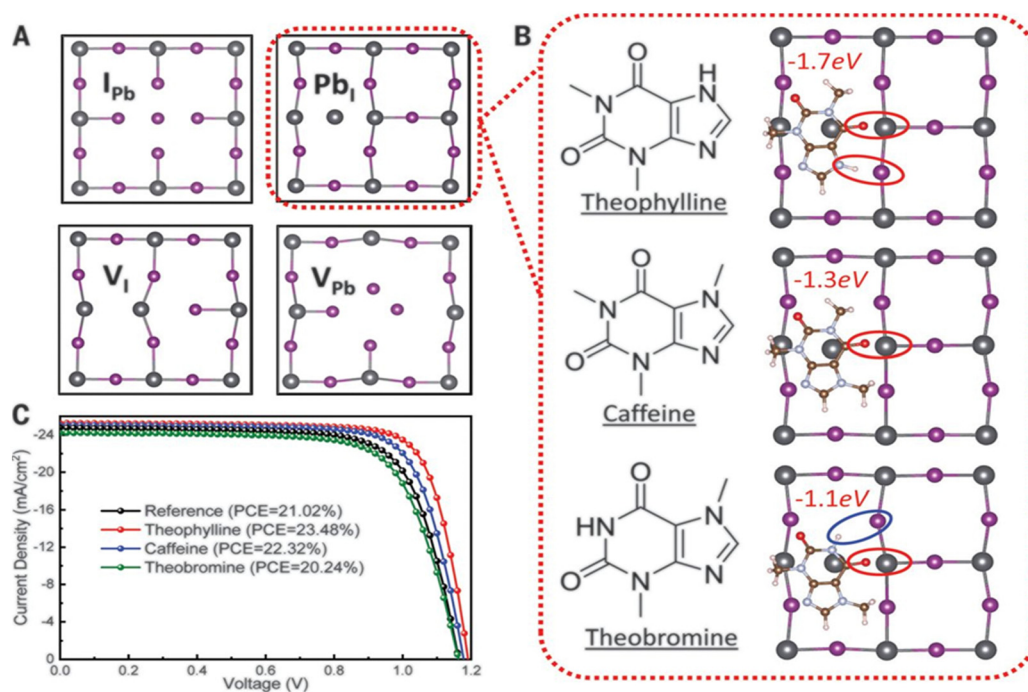 A
I_Pb
Pb_I
V_I
V_Pb
B
O
H
N
N
O
N
N
Theophylline
-1.7eV
O
N
N
O
N
N
Caffeine
-1.3eV
O
HN
N
O
N
N
Theobromine
-1.1eV
C
Current Density (mA/cm²)
-24
-20
-16
-12
-8
-4
0
Reference (PCE=21.02%)
Theophylline (PCE=23.48%)
Caffeine (PCE=22.32%)
Theobromine (PCE=20.24%)
0.0 0.2 0.4 0.6 0.8 1.0 1.2
Voltage (V)